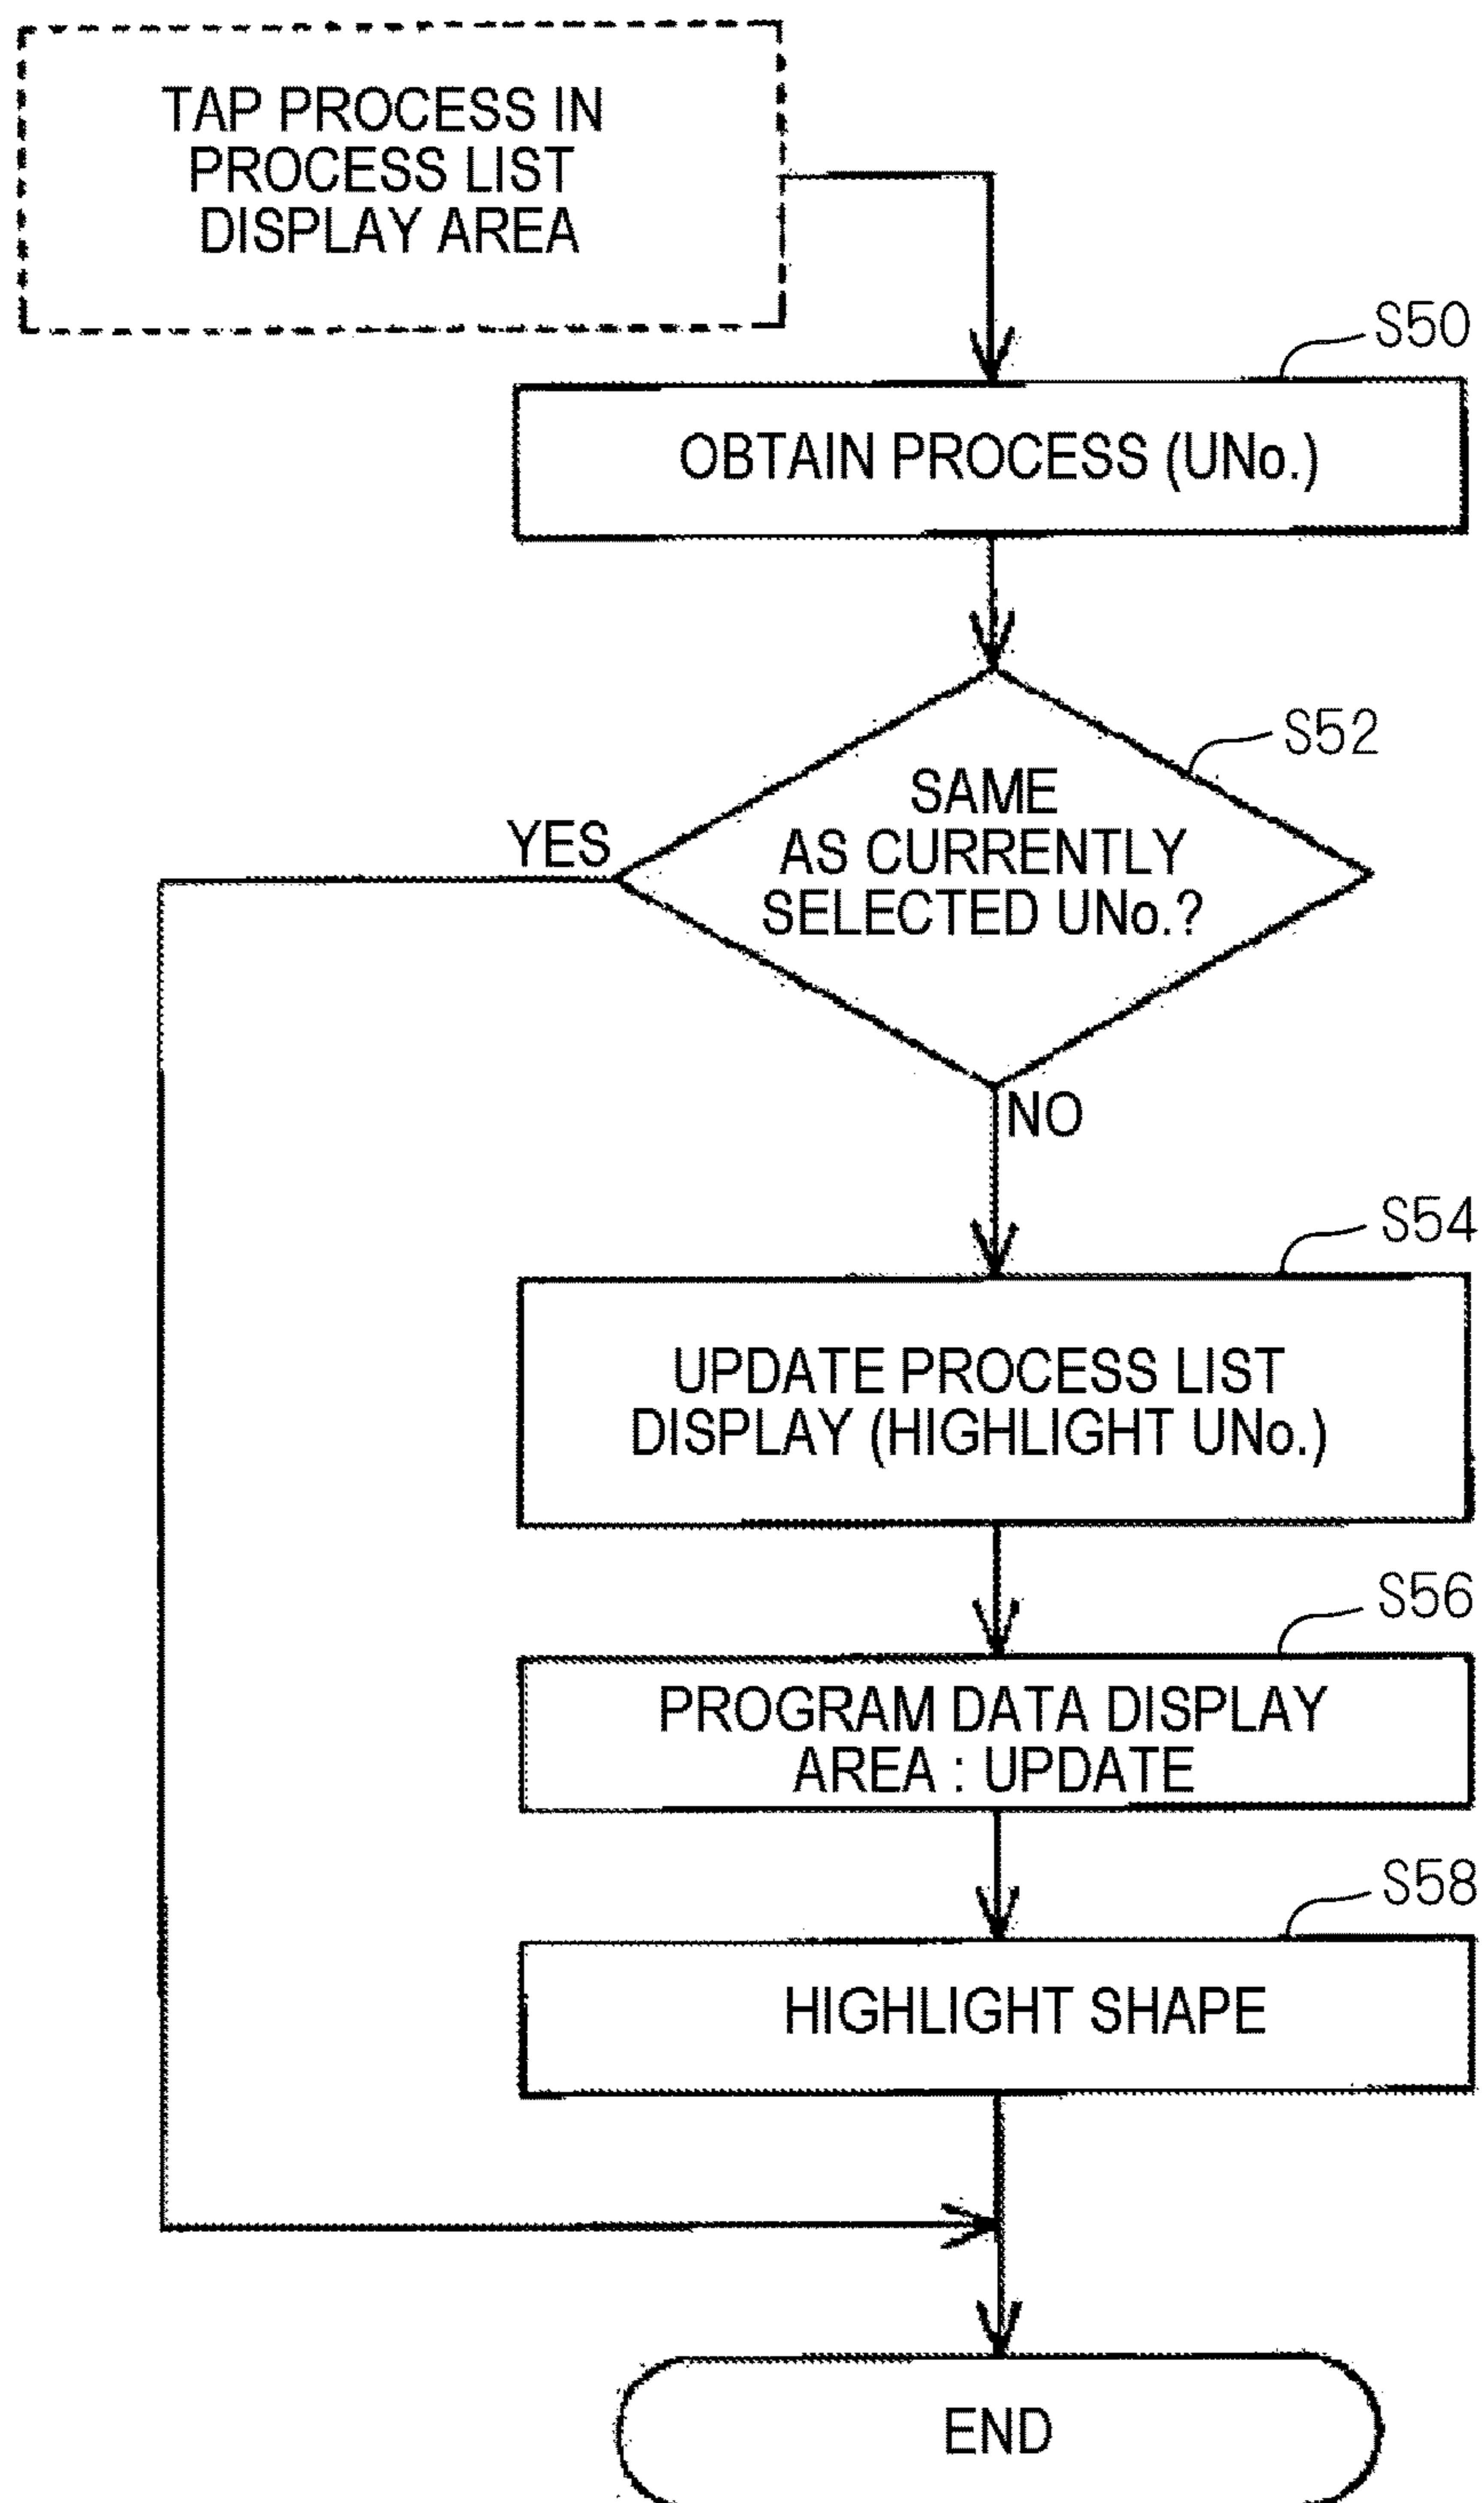 TAP PROCESS IN
PROCESS LIST
DISPLAY AREA
S50
OBTAIN PROCESS (UNo.)
S52
SAME
AS CURRENTLY
SELECTED UNo.?
YES
NO
S54
UPDATE PROCESS LIST
DISPLAY (HIGHLIGHT UNo.)
S56
PROGRAM DATA DISPLAY
AREA : UPDATE
S58
HIGHLIGHT SHAPE
END